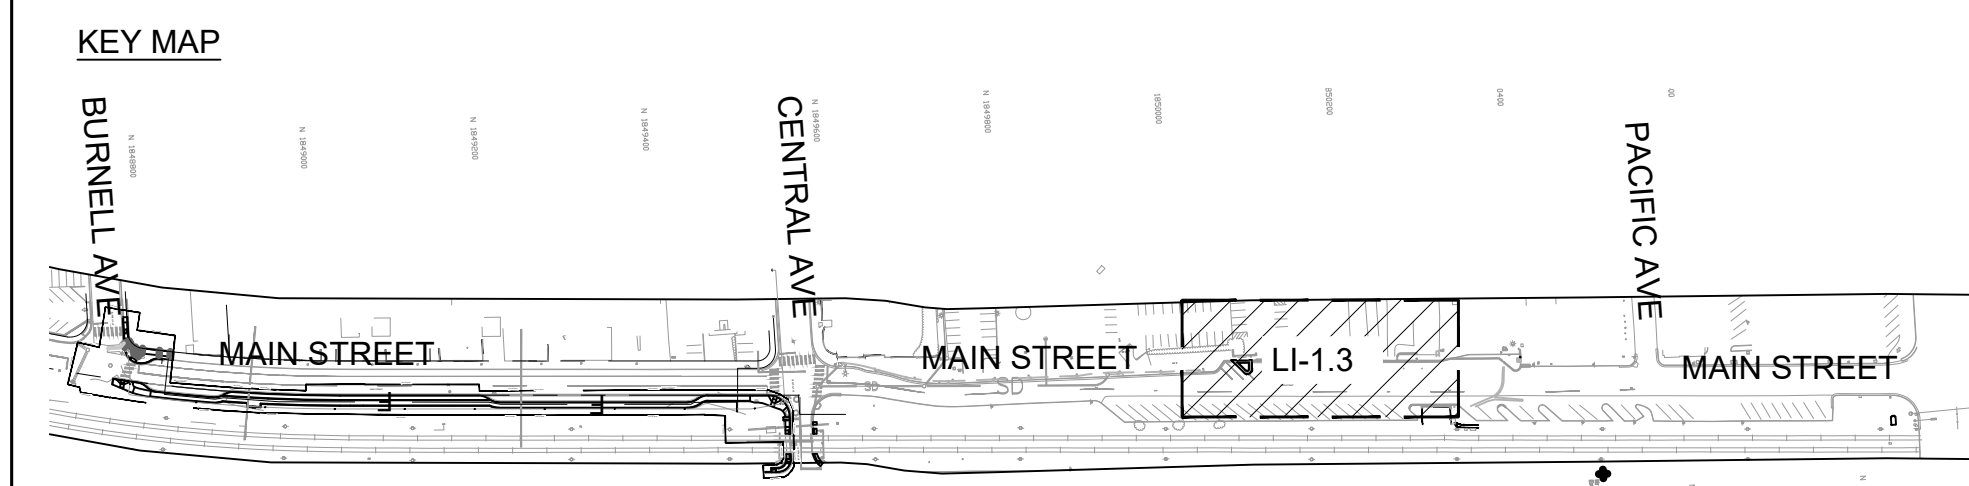 KEY MAP
BURNELL AVE
N 1848800
N 1849000
N 1849200
N 1849400
CENTRAL AVE
N 1849600
N 1849800
1850000
850200
0400
00
PACIFIC AVE
MAIN STREET
MAIN STREET
LI-1.3
MAIN STREET
SD
SD
N